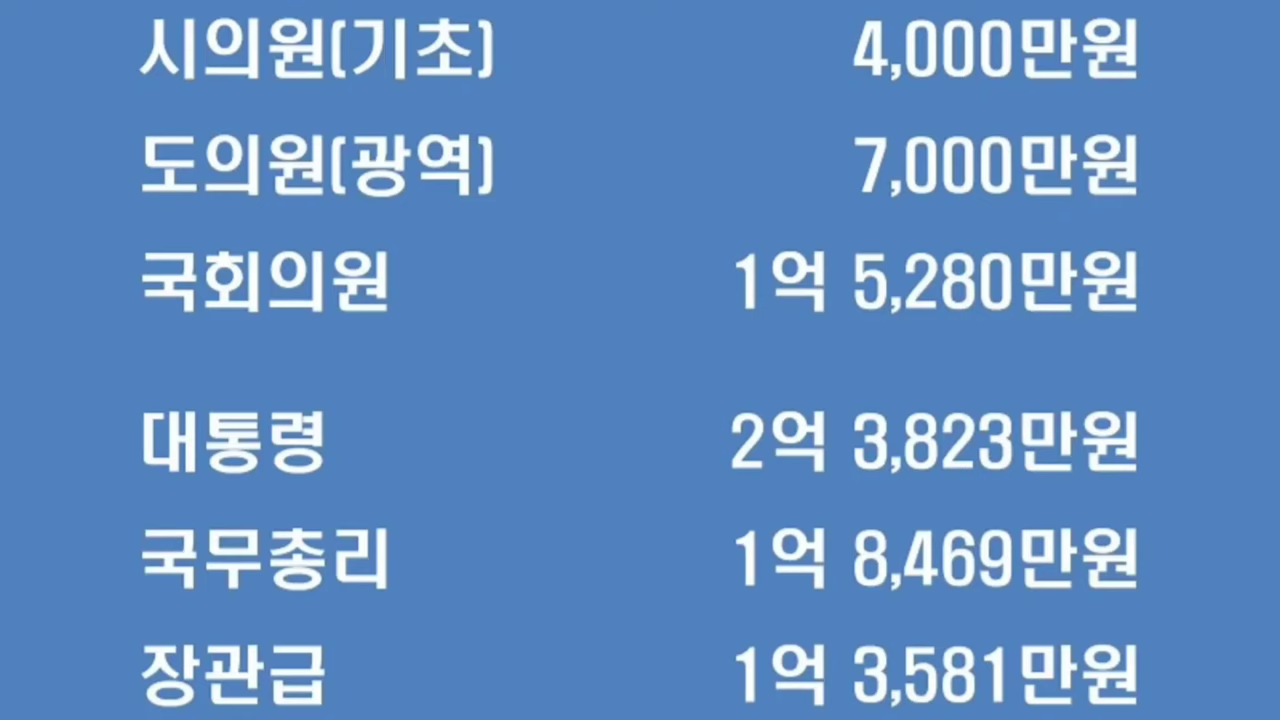 시의원(기초) 4,000만원
도의원(광역) 7,000만원
국회의원 1억 5,280만원
대통령 2억 3,823만원
국무총리 1억 8,469만원
장관급 1억 3,581만원